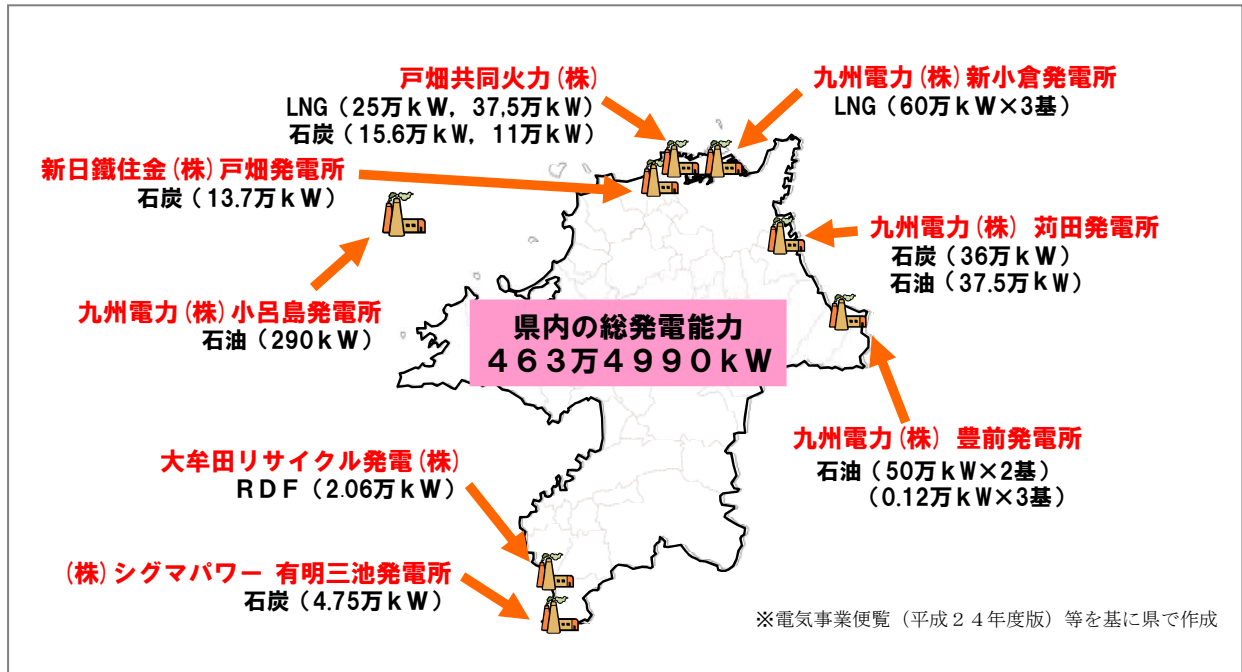 戸畑共同火力(株)
LNG(25万kW, 37,5万kW)
石炭(15.6万kW, 11万kW)
九州電力(株)新小倉発電所
LNG(60万kW×3基)
新日鐵住金(株)戸畑発電所
石炭(13.7万kW)
九州電力(株) 苅田発電所
石炭(36万kW)
石油(37.5万kW)
九州電力(株)小呂島発電所
石油(290kW)
県内の総発電能力
463万4990kW
九州電力(株) 豊前発電所
石油(50万kW×2基)
(0.12万kW×3基)
大牟田リサイクル発電(株)
RDF(2.06万kW)
(株)シグマパワー 有明三池発電所
石炭(4.75万kW)
※電気事業便覧(平成24年度版)等を基に県で作成